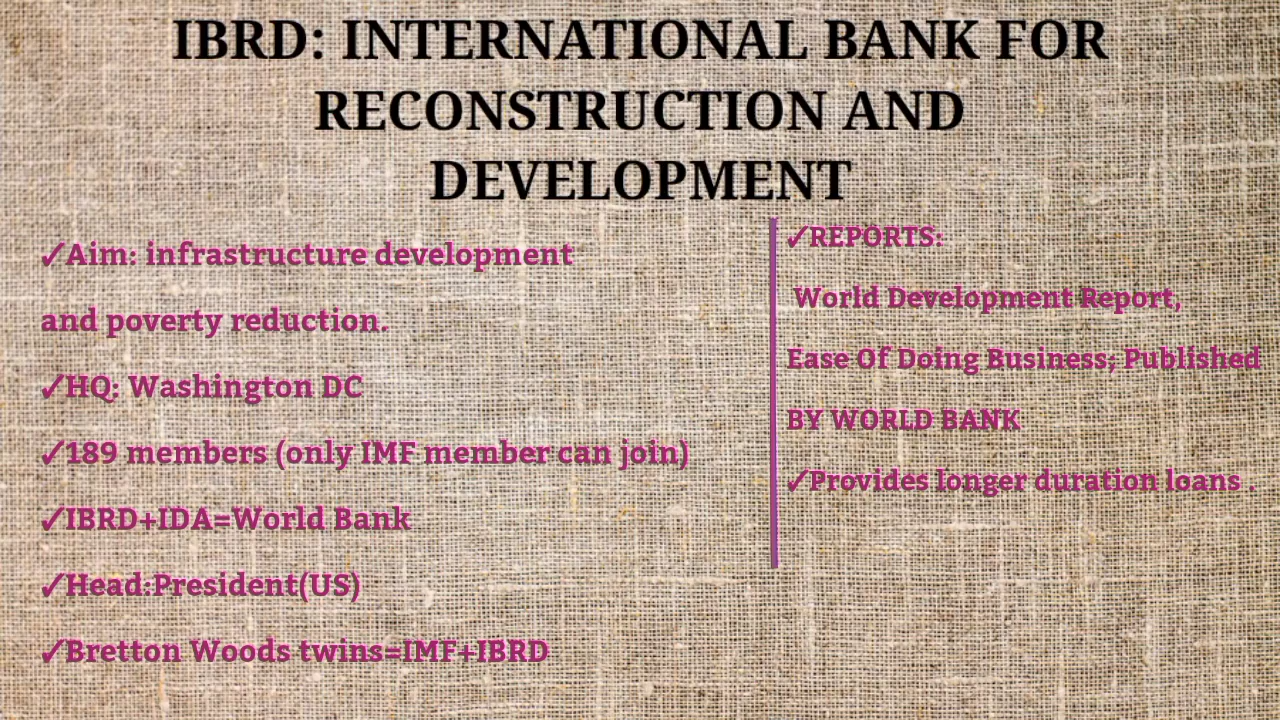 IBRD: INTERNATIONAL BANK FOR
RECONSTRUCTION AND
DEVELOPMENT
✓Aim: infrastructure development
and poverty reduction.
✓HQ: Washington DC
✓189 members (only IMF member can join)
✓IBRD+IDA=World Bank
✓Head:President(US)
✓Bretton Woods twins=IMF+IBRD
✓REPORTS:
World Development Report,
Ease Of Doing Business; Published
BY WORLD BANK
✓Provides longer duration loans .